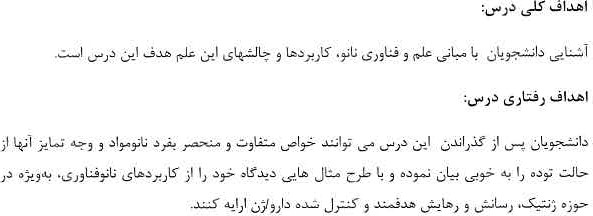 اهداف کلی درس:
آشنایی دانشجویان با مبانی علم و فناوری نانو، کاربردها و چالشهای این علم هدف این درس است.
اهداف رفتاری درس:
دانشجویان پس از گذراندن این درس می توانند خواص متفاوت و منحصر بفرد نانومواد و وجه تمایز آنها از
حالت توده را به خوبی بیان نموده و با طرح مثال هایی دیدگاه خود را از کاربردهای نانوفناوری، به‌ویژه در
حوزه ژنتیک، رسانش و رهایش هدفمند و کنترل شده دارو/ژن ارایه کنند.